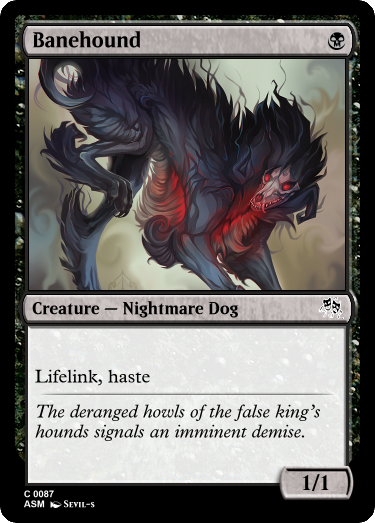 Banehound
Creature — Nightmare Dog
Lifelink, haste
The deranged howls of the false king's
hounds signals an imminent demise.
1/1
C 0087
ASM Sevil-s